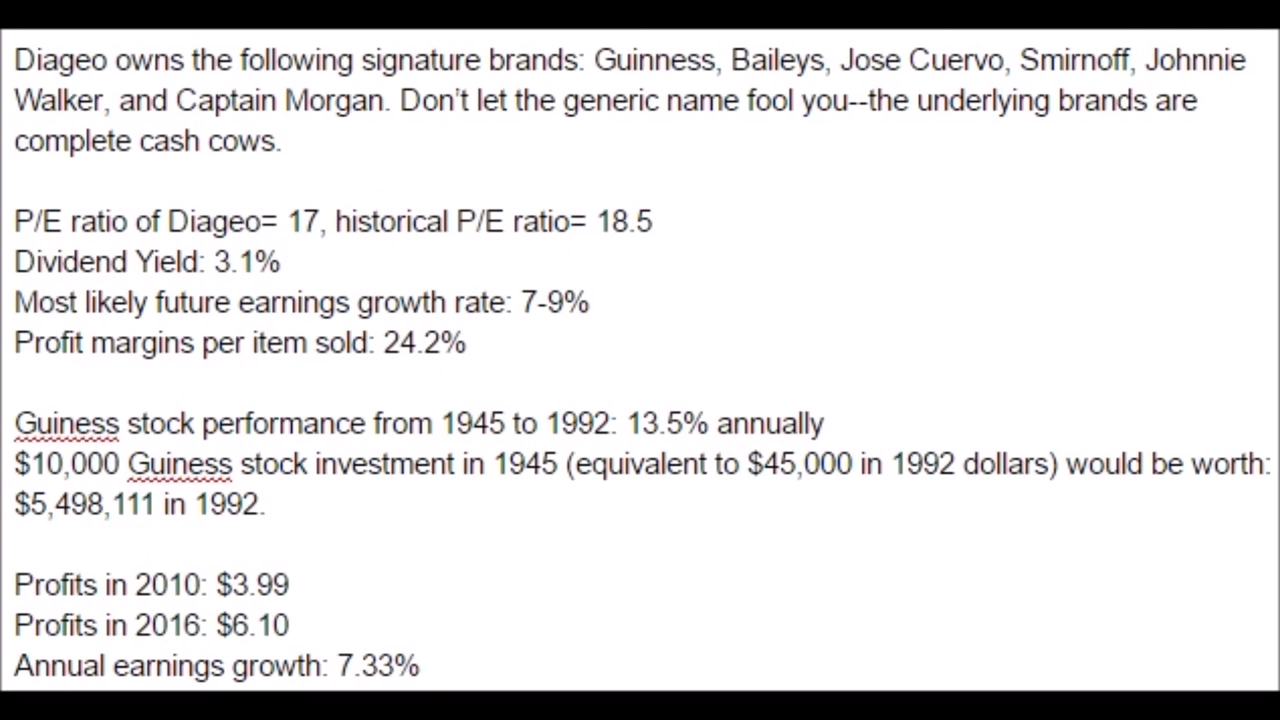 Diageo owns the following signature brands: Guinness, Baileys, Jose Cuervo, Smirnoff, Johnnie
Walker, and Captain Morgan. Don’t let the generic name fool you--the underlying brands are
complete cash cows.
P/E ratio of Diageo= 17, historical P/E ratio= 18.5
Dividend Yield: 3.1%
Most likely future earnings growth rate: 7-9%
Profit margins per item sold: 24.2%
Guiness stock performance from 1945 to 1992: 13.5% annually
$10,000 Guiness stock investment in 1945 (equivalent to $45,000 in 1992 dollars) would be worth:
$5,498,111 in 1992.
Profits in 2010: $3.99
Profits in 2016: $6.10
Annual earnings growth: 7.33%